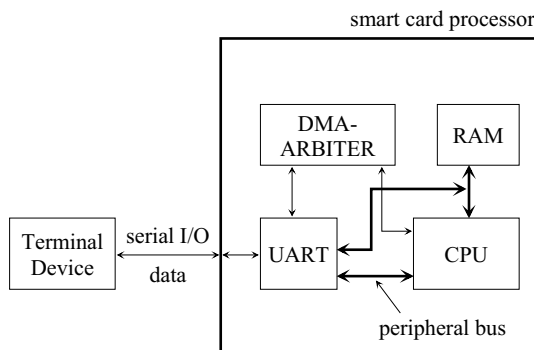 smart card processor
DMA-
ARBITER
RAM
Terminal
Device
serial I/O
data
UART
CPU
peripheral bus